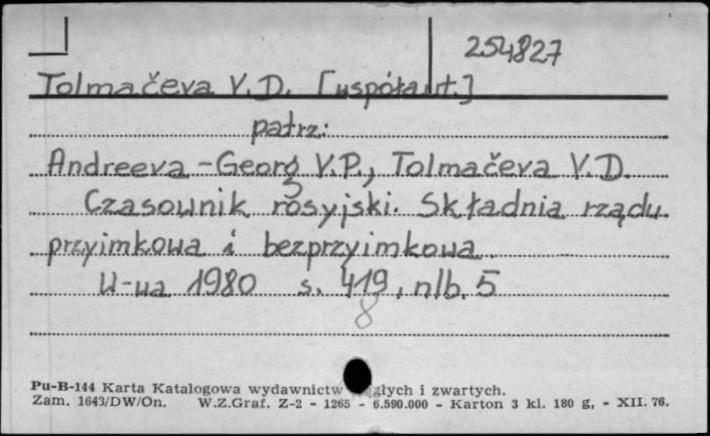 254827
Tolmačeva V.D. [współaut.]
patrz:
Andreeva-Georg V.P., Tolmačeva V.D.
Czasownik rosyjski. Składnia rządu
przyimkowa i bezprzyimkowa.
W-wa 1980 s. 419, nlb. 5
8
Pu-B-144 Karta Katalogowa wydawnictw ągłych i zwartych.
Zam. 1643/DW/On. W.Z.Graf. Z-2 - 1265 - 6.590.000 - Karton 3 kl. 180 g, - XII. 76.